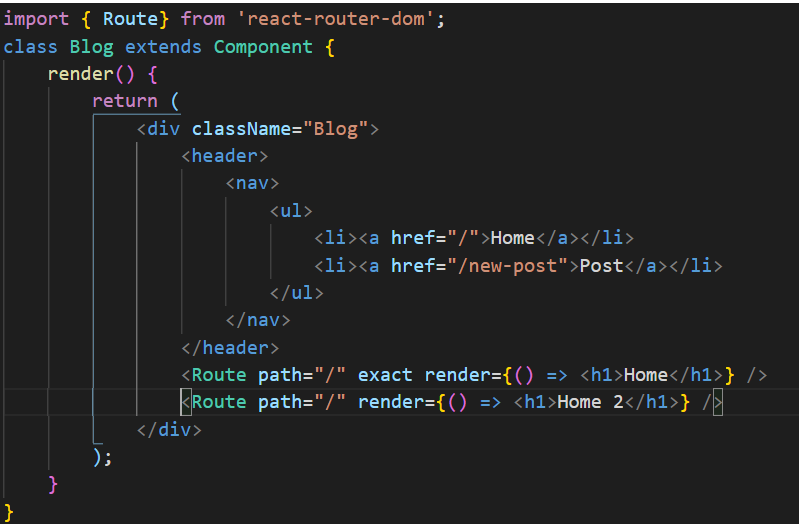 import { Route} from 'react-router-dom';
class Blog extends Component {
render() {
return (
<div className="Blog">
<header>
<nav>
<ul>
<li><a href="/">Home</a></li>
<li><a href="/new-post">Post</a></li>
</ul>
</nav>
</header>
<Route path="/" exact render={() => <h1>Home</h1>} />
<Route path="/" render={() => <h1>Home 2</h1>} />
</div>
);
}
}